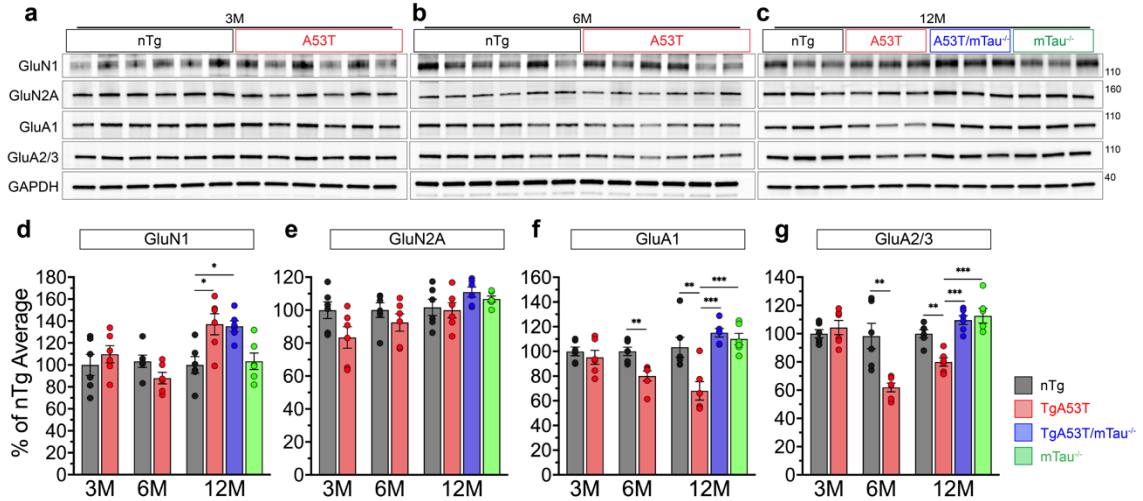 a 3M
nTg A53T
b 6M
nTg A53T
c 12M
nTg A53T A53T/mTau-/- mTau-/-
GluN1 110
GluN2A 160
GluA1 110
GluA2/3 110
GAPDH 40
d GluN1
e GluN2A
f GluA1
g GluA2/3
% of nTg Average
180
160
140
120
100
80
60
40
20
0
* *
3M 6M 12M
120
100
80
60
40
20
0
3M 6M 12M
160
140
120
100
80
60
40
20
0
** ** *** ***
3M 6M 12M
140
120
100
80
60
40
20
0
** ** *** ***
3M 6M 12M
nTg
TgA53T
TgA53T/mTau-/-
mTau-/-